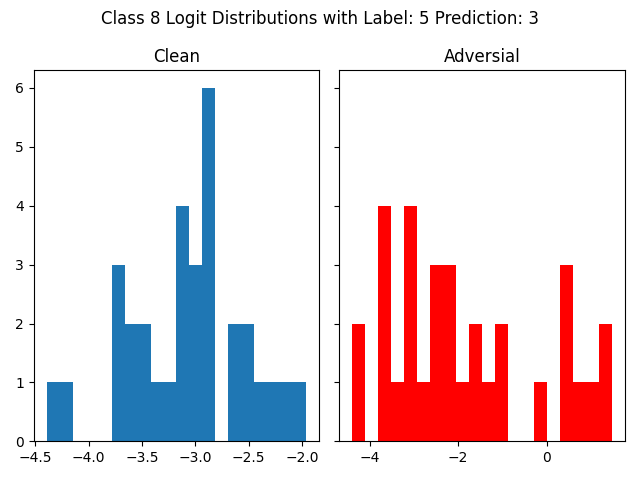 Class 8 Logit Distributions with Label: 5 Prediction: 3
Clean
Adversial
6
5
4
3
2
1
0
−4.5 −4.0 −3.5 −3.0 −2.5 −2.0
−4 −2 0